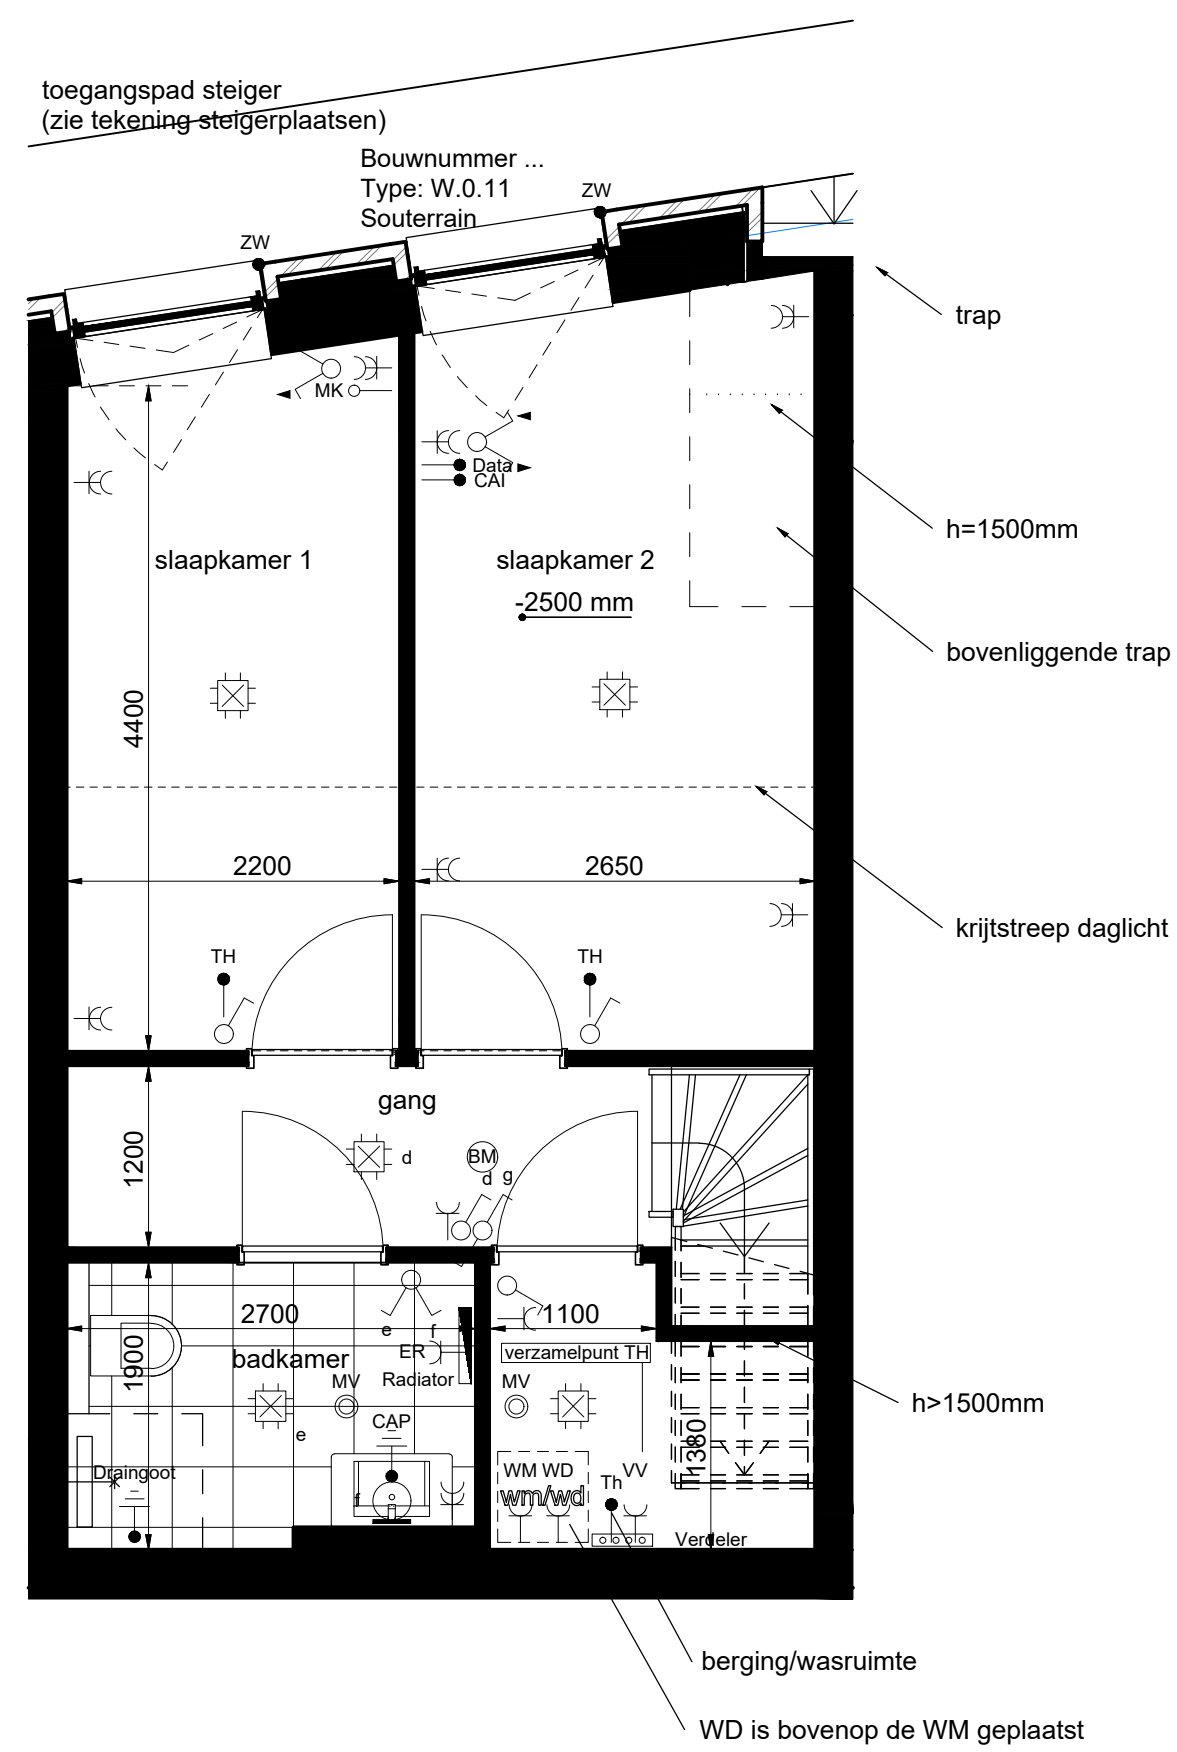 toegangspad steiger
(zie tekening steigerplaatsen)
Bouwnummer ...
Type: W.0.11
Souterrain
ZW
ZW
trap
MK
Data
CAI
h=1500mm
slaapkamer 1
slaapkamer 2
-2500 mm
bovenliggende trap
4400
2200
2650
krijtstreep daglicht
TH
TH
gang
1200
d
BM
d g
2700
1100
e
f
1900
badkamer
ER
verzamelpunt TH
Radiator
MV
MV
h>1500mm
CAP
e
1380
Draingoot
WM WD
VV
Th
f
wm/wd
Verdeler
berging/wasruimte
WD is bovenop de WM geplaatst